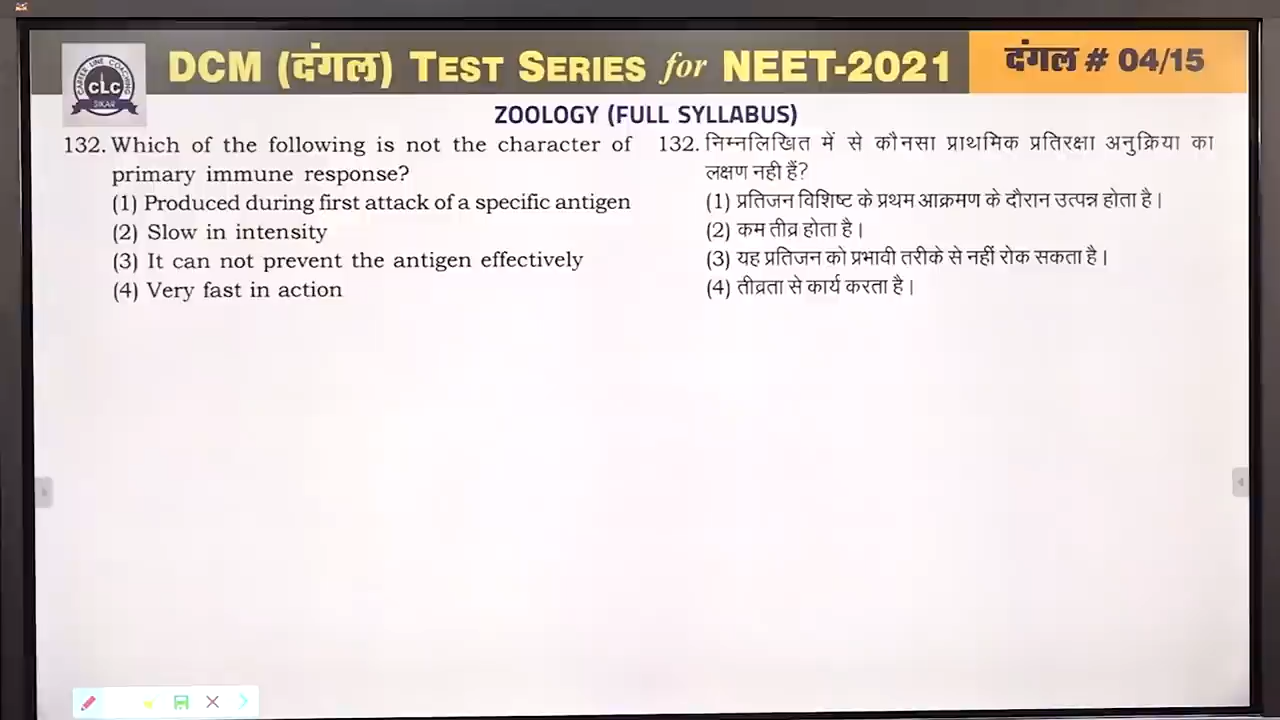 CAREER LINE COACHING
CLC
SIKAR
DCM (दंगल) TEST SERIES for NEET-2021
दंगल # 04/15
ZOOLOGY (FULL SYLLABUS)
132. Which of the following is not the character of
primary immune response?
(1) Produced during first attack of a specific antigen
(2) Slow in intensity
(3) It can not prevent the antigen effectively
(4) Very fast in action
132. निम्नलिखित में से कौनसा प्राथमिक प्रतिरक्षा अनुक्रिया का
लक्षण नही हैं?
(1) प्रतिजन विशिष्ट के प्रथम आक्रमण के दौरान उत्पन्न होता है।
(2) कम तीव्र होता है।
(3) यह प्रतिजन को प्रभावी तरीके से नहीं रोक सकता है।
(4) तीव्रता से कार्य करता है।